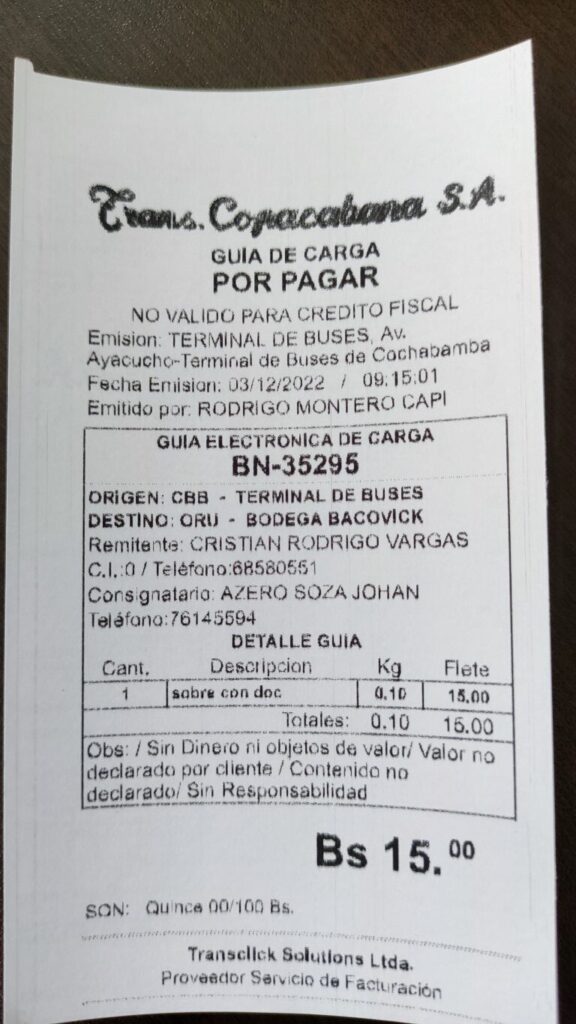 Trans. Copacabana S.A.
GUIA DE CARGA
POR PAGAR
NO VALIDO PARA CREDITO FISCAL
Emision: TERMINAL DE BUSES, Av.
Ayacucho-Terminal de Buses de Cochabamba
Fecha Emision: 03/12/2022 / 09:15:01
Emitido por: RODRIGO MONTERO CAPI
GUIA ELECTRONICA DE CARGA
BN-35295
ORIGEN: CBB - TERMINAL DE BUSES
DESTINO: ORU - BODEGA BACOVICK
Remitente: CRISTIAN RODRIGO VARGAS
C.I.:0 / Teléfono:68580551
Consignatario: AZERO SOZA JOHAN
Teléfono:76145594
DETALLE GUIA
Cant. Descripcion Kg Flete
1 sobre con doc 0.10 15.00
Totales: 0.10 15.00
Obs: / Sin Dinero ni objetos de valor/ Valor no
declarado por cliente / Contenido no
declarado/ Sin Responsabilidad
Bs 15.00
SON: Quince 00/100 Bs.
Transclick Solutions Ltda.
Proveedor Servicio de Facturación